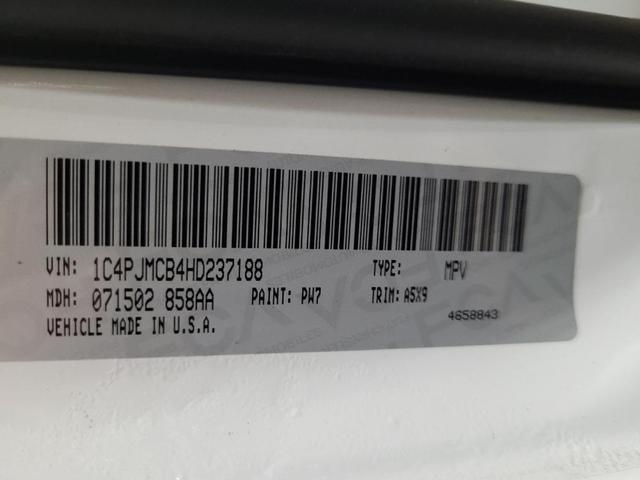 VIN: 1C4PJMCB4HD237188 TYPE: MPV
MDH: 071502 858AA PAINT: PW7 TRIM: A5X9
VEHICLE MADE IN U.S.A. 4658843